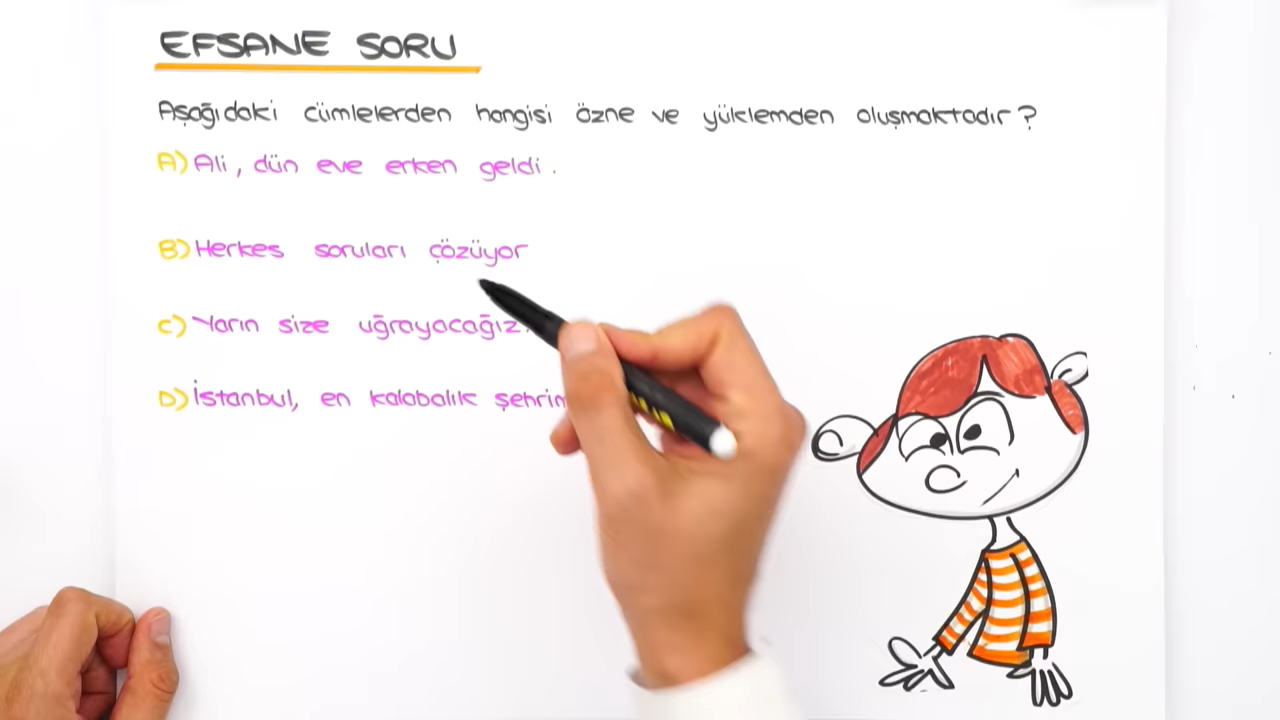 EFSANE SORU
Aşağıdaki cümlelerden hangisi özne ve yüklemden oluşmaktadır?
A) Ali, dün eve erken geldi.
B) Herkes soruları çözüyor
C) Yarın size uğrayacağız.
D) İstanbul, en kalabalık